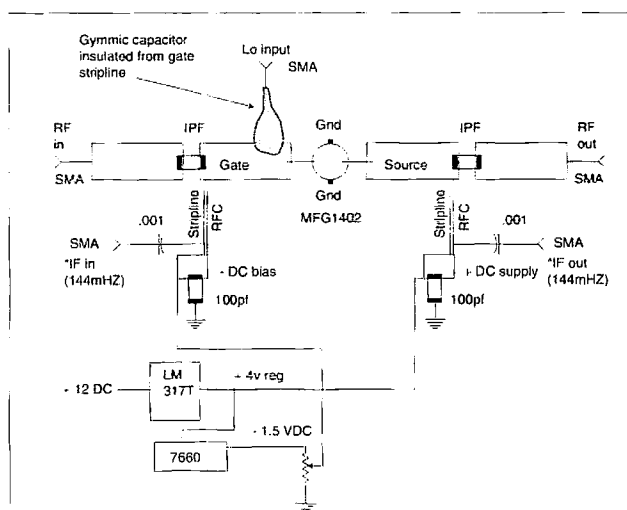 Gymmic capacitor
insulated from gate
stripline
Lo input
SMA
RF
in
IPF
Grid
IPF
RF
out
Gate
Source
SMA
Grid
SMA
MFG1402
Stripline
RFC
Stripline
RFC
.001
.001
SMA
SMA
*IF in
(144mHZ)
- DC bias
+ DC supply
*IF out
(144mHZ)
100pf
100pf
LM
317T
+ 4v reg
- 12 DC
- 1.5 VDC
7660